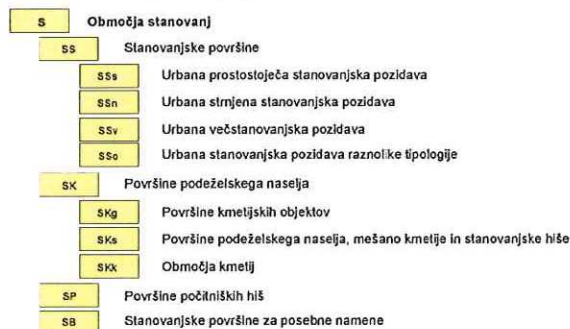 S Območja stanovanj
SS Stanovanjske površine
SSs Urbana prostostoječa stanovanjska pozidava
SSn Urbana strnjena stanovanjska pozidava
SSv Urbana večstanovanjska pozidava
SSo Urbana stanovanjska pozidava raznolike tipologije
SK Površine podeželskega naselja
SKg Površine kmetijskih objektov
SKs Površine podeželskega naselja, mešano kmetije in stanovanjske hiše
SKk Območja kmetij
SP Površine počitniških hiš
SB Stanovanjske površine za posebne namene